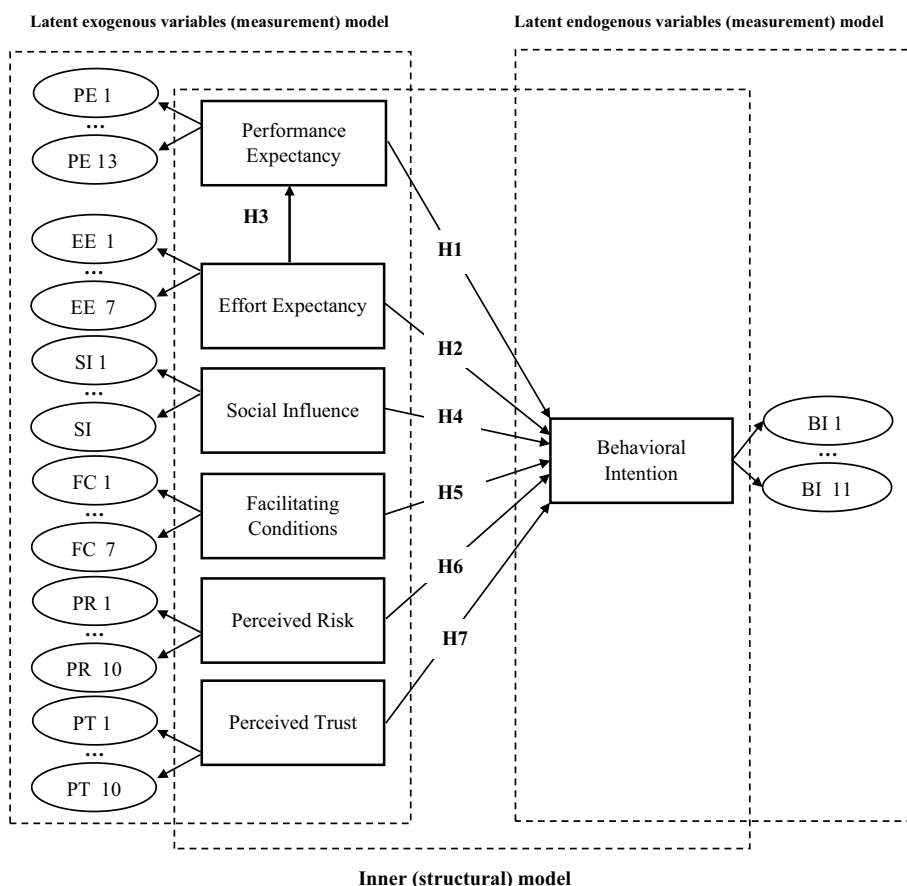 Latent exogenous variables (measurement) model
Latent endogenous variables (measurement) model
PE 1
...
PE 13
Performance
Expectancy
H3
H1
EE 1
...
EE 7
Effort Expectancy
H2
SI 1
...
SI
Social Influence
H4
Behavioral
Intention
BI 1
...
BI 11
FC 1
...
FC 7
Facilitating
Conditions
H5
H6
PR 1
...
PR 10
Perceived Risk
H7
PT 1
...
PT 10
Perceived Trust
Inner (structural) model